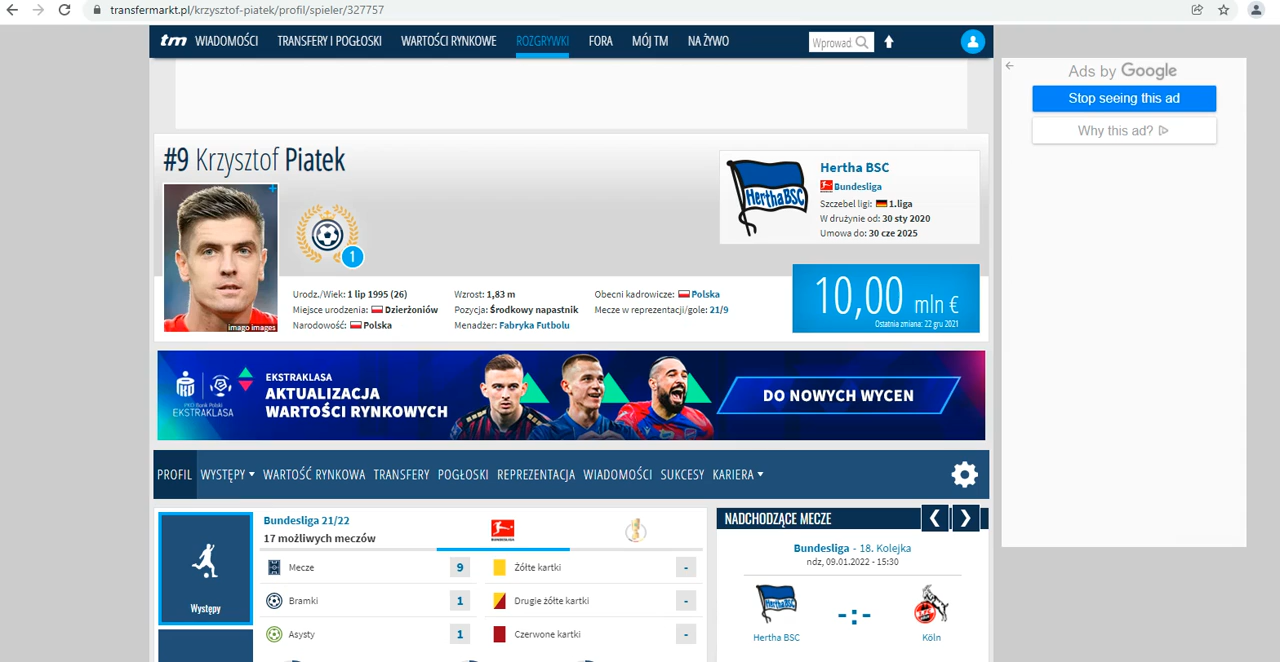 transfermarkt.pl/krzysztof-piatek/profil/spieler/327757
tm WIADOMOŚCI TRANSFERY I POGŁOSKI WARTOŚCI RYNKOWE ROZGRYWKI FORA MÓJ TM NA ŻYWO
Wprowad.
Ads by Google
Stop seeing this ad
Why this ad?
#9 Krzysztof Piatek
imago images
1
Hertha BSC
Hertha BSC
Bundesliga
Szczebel ligi: 1.liga
W drużynie od: 30 sty 2020
Umowa do: 30 cze 2025
Urodz./Wiek: 1 lip 1995 (26)
Miejsce urodzenia: Dzierżoniów
Narodowość: Polska
Wzrost: 1,83 m
Pozycja: Środkowy napastnik
Menadżer: Fabryka Futbolu
Obecni kadrowicze: Polska
Mecze w reprezentacji/gole: 21/9
10,00 mln €
Ostatnia zmiana: 22 gru 2021
PKO Bank Polski
EKSTRAKLASA
EKSTRAKLASA
AKTUALIZACJA
WARTOŚCI RYNKOWYCH
DO NOWYCH WYCEN
PROFIL WYSTĘPY WARTOŚĆ RYNKOWA TRANSFERY POGŁOSKI REPREZENTACJA WIADOMOŚCI SUKCESY KARIERA
Występy
Bundesliga 21/22
17 możliwych meczów
BUNDESLIGA
Mecze 9
Żółte kartki -
Bramki 1
Drugie żółte kartki -
Asysty 1
Czerwone kartki -
NADCHODZĄCE MECZE
Bundesliga - 18. Kolejka
ndz, 09.01.2022 - 15:30
-:-
Hertha BSC Köln